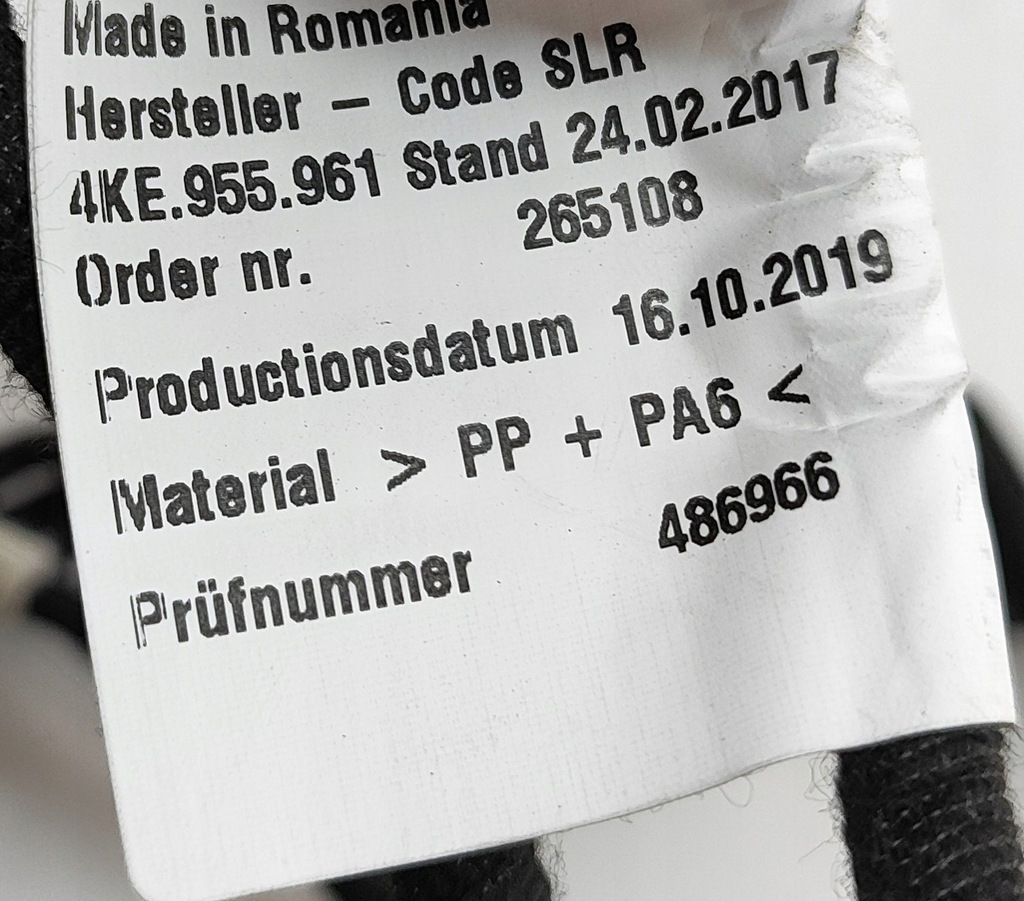 Made in Romania
Hersteller – Code SLR
4KE.955.961 Stand 24.02.2017
Order nr. 265108
Productionsdatum 16.10.2019
Material > PP + PA6 <
Prüfnummer 486966